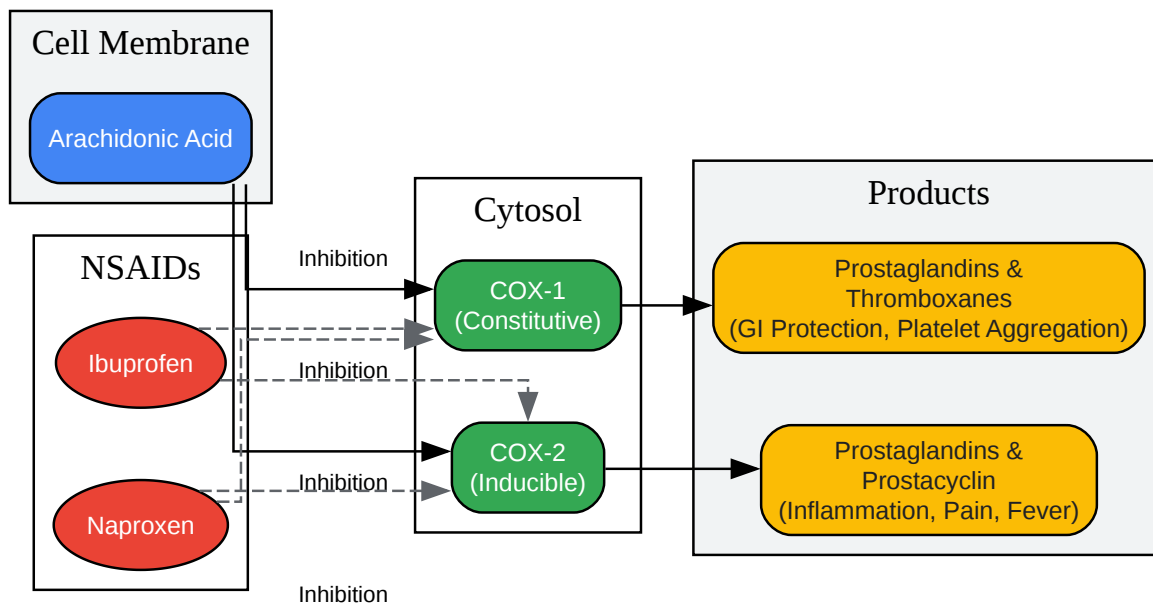 Cell Membrane
Arachidonic Acid
NSAIDs
Ibuprofen
Naproxen
Inhibition
Inhibition
Inhibition
Inhibition
Cytosol
COX-1
(Constitutive)
COX-2
(Inducible)
Products
Prostaglandins &
Thromboxanes
(GI Protection, Platelet Aggregation)
Prostaglandins &
Prostacyclin
(Inflammation, Pain, Fever)